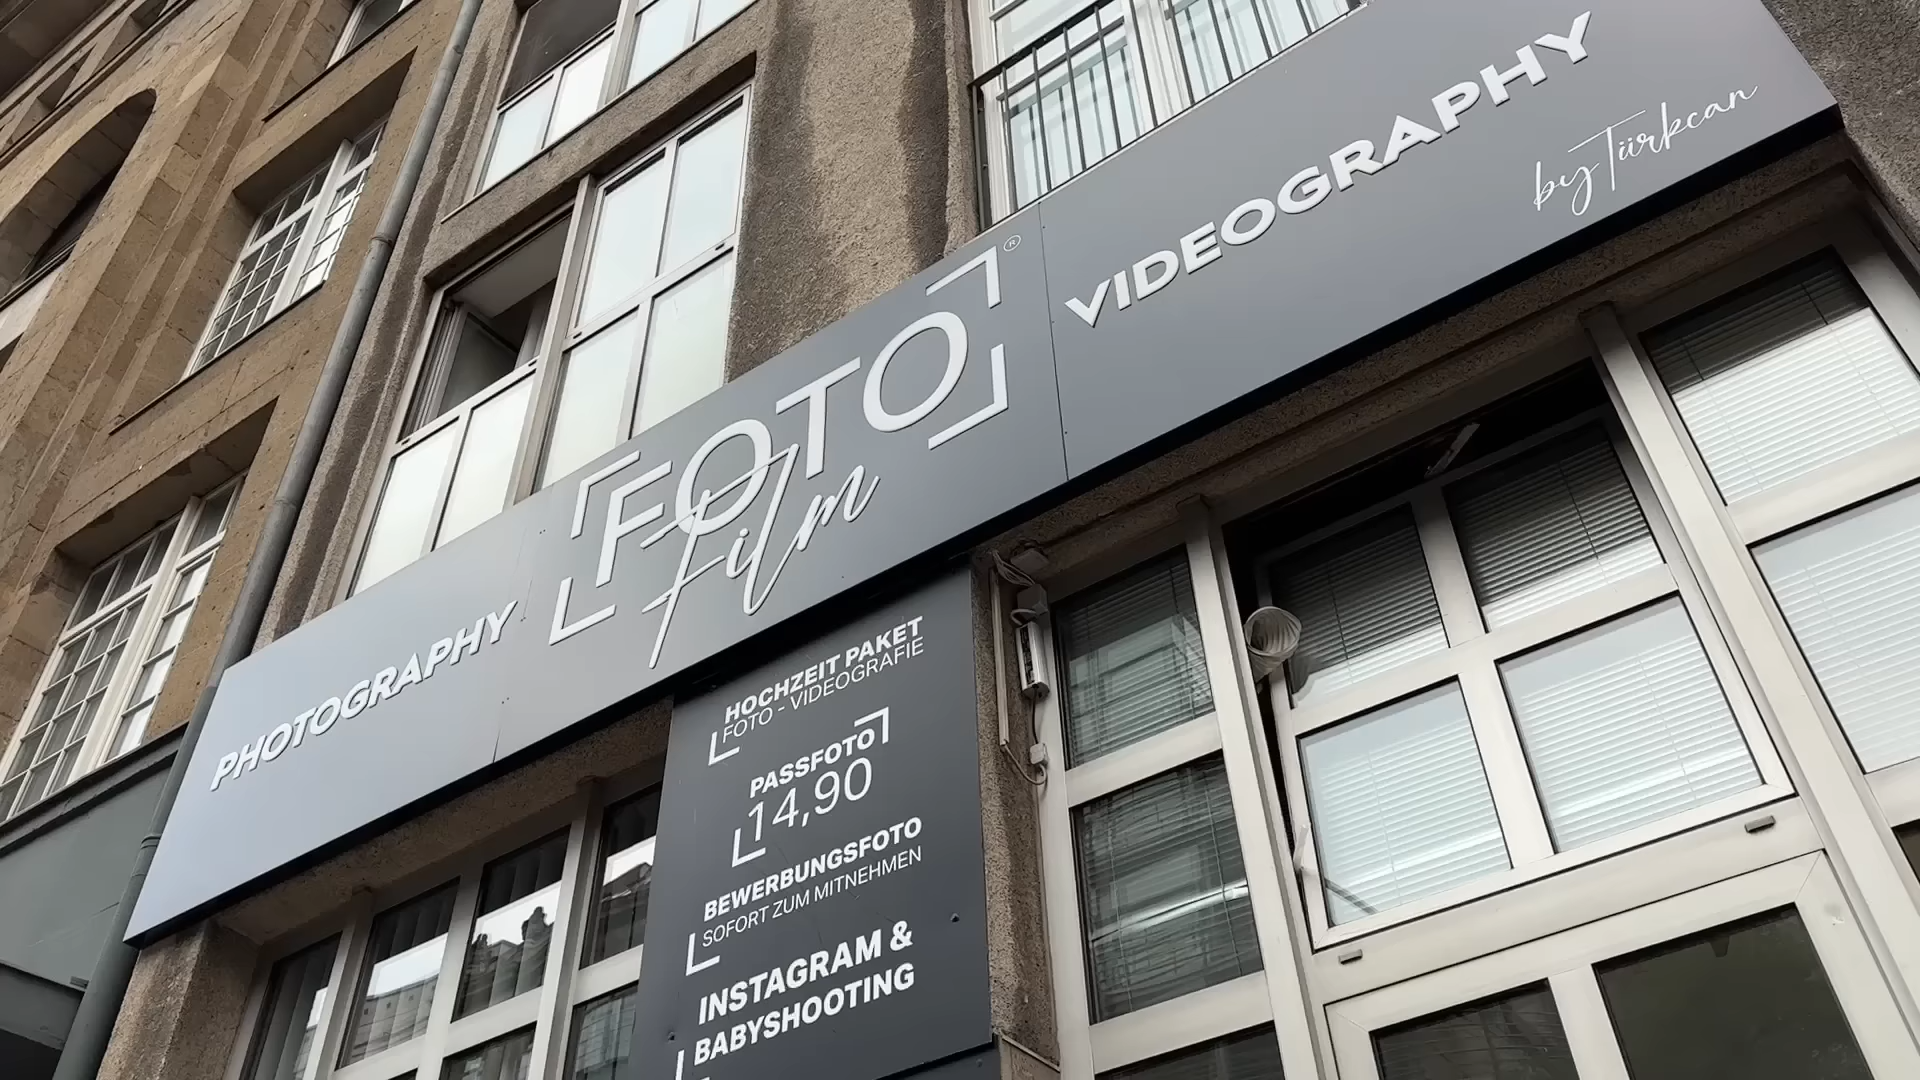 PHOTOGRAPHY
FOTO
Film
®
VIDEOGRAPHY
by Türkcan
HOCHZEIT PAKET
FOTO - VIDEOGRAFIE
PASSFOTO
14,90
BEWERBUNGSFOTO
SOFORT ZUM MITNEHMEN
INSTAGRAM &
BABYSHOOTING